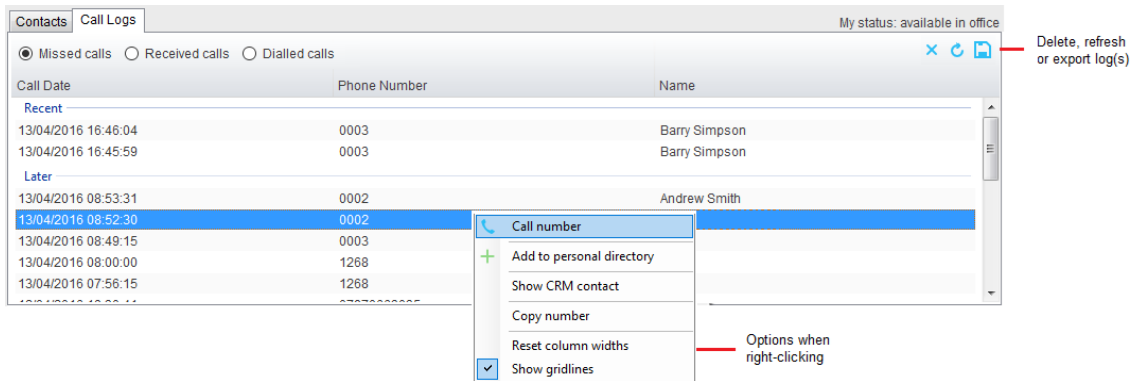 Contacts Call Logs My status: available in office
Missed calls Received calls Dialled calls
Delete, refresh
or export log(s)
Call Date Phone Number Name
Recent
13/04/2016 16:46:04 0003 Barry Simpson
13/04/2016 16:45:59 0003 Barry Simpson
Later
13/04/2016 08:53:31 0002 Andrew Smith
13/04/2016 08:52:30 0002
13/04/2016 08:49:15 0003
13/04/2016 08:00:00 1268
13/04/2016 07:56:15 1268
Call number
Add to personal directory
Show CRM contact
Copy number
Reset column widths
Show gridlines
Options when
right-clicking